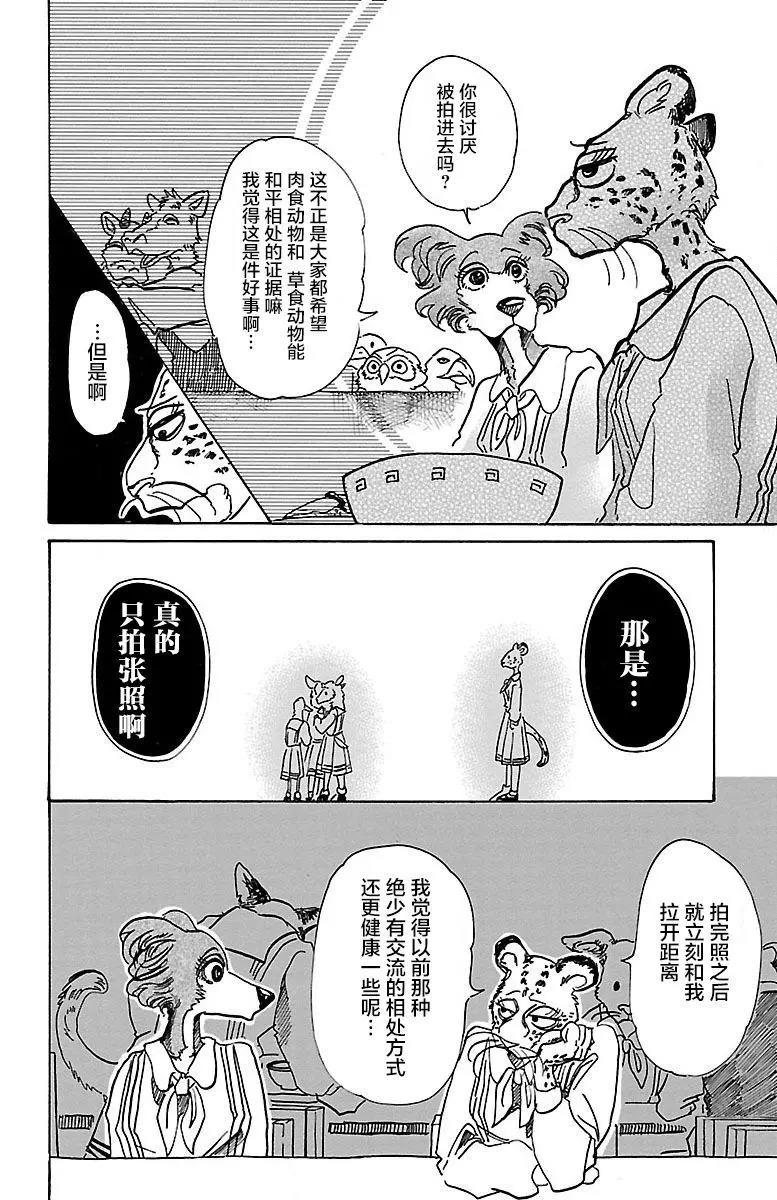 你很讨厌
被拍进去吗?
这不正是大家都希望
肉食动物和 草食动物能
和平相处的证据嘛
我觉得这是件好事啊…
…但是啊
那是…
真的
只拍张照啊
拍完照之后
就立刻和我
拉开距离
我觉得以前那种
绝少有交流的相处方式
还更健康一些呢…